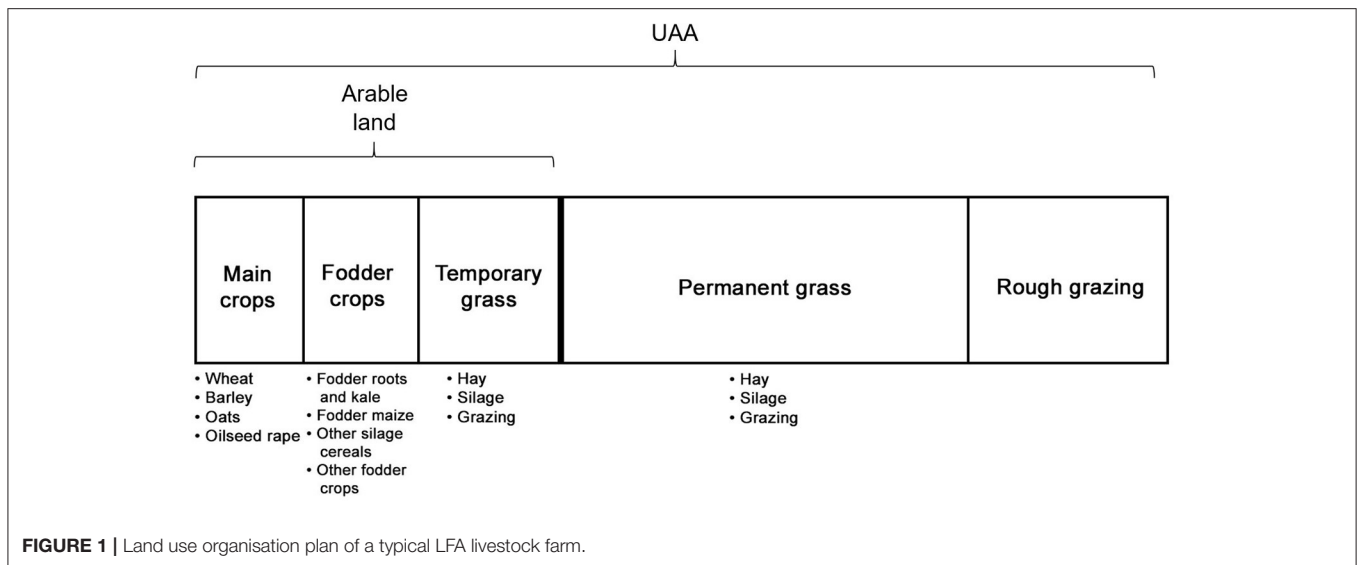 UAA
Arable
land
Main
crops
Fodder
crops
Temporary
grass
Permanent grass
Rough grazing
• Wheat
• Barley
• Oats
• Oilseed rape
• Fodder roots
and kale
• Fodder maize
• Other silage
cereals
• Other fodder
crops
• Hay
• Silage
• Grazing
• Hay
• Silage
• Grazing
FIGURE 1 | Land use organisation plan of a typical LFA livestock farm.